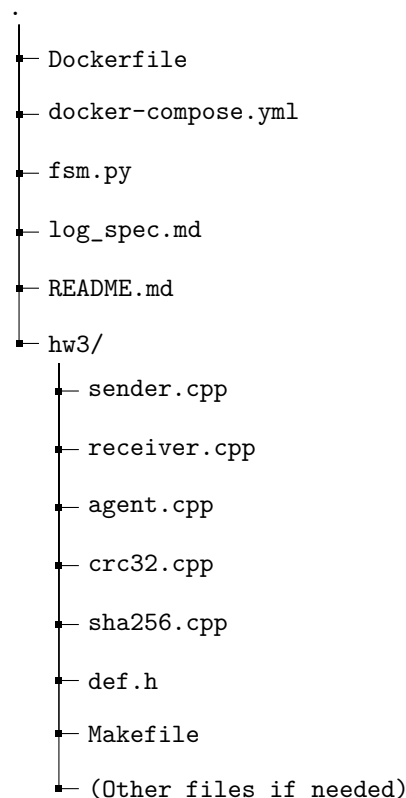 .
Dockerfile
docker-compose.yml
fsm.py
log_spec.md
README.md
hw3/
sender.cpp
receiver.cpp
agent.cpp
crc32.cpp
sha256.cpp
def.h
Makefile
(Other files if needed)